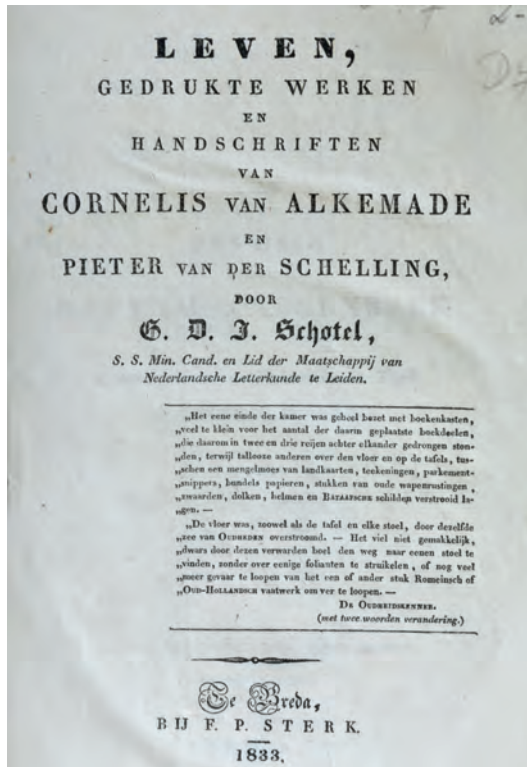 LEVEN,
GEDRUKTE WERKEN
EN
HANDSCHRIFTEN
VAN
CORNELIS VAN ALKEMADE
EN
PIETER VAN DER SCHELLING,
DOOR
G. D. J. Schotel,
S. S. Min. Cand. en Lid der Maatschappij van
Nederlandsche Letterkunde te Leiden.
„Het eene einde der kamer was geheel bezet met boekenkasten,
„veel te klein voor het aantal der daarin geplaatste boekdeelen,
„die daarom in twee en drie reijen achter elkander gedrongen ston-
„den, terwijl tallooze anderen over den vloer en op de tafels, tus-
„schen een mengelmoes van landkaarten, teekeningen, parkement-
„snippers, bundels papieren, stukken van oude wapenrustingen,
„zwaarden, dolken, helmen en BATAAFSCHE schilden verstrooid la-
„gen. —
„De vloer was, zoowel als de tafel en elke stoel, door dezelfde
„zee van OUDHEDEN overstroomd. — Het viel niet gemakkelijk,
„dwars door dezen verwarden boel den weg naar eenen stoel te
„vinden, zonder over eenige folianten te struikelen, of nog veel
„meer gevaar te loopen van het een of ander stuk Romeinsch of
„OUD-HOLLANDSCH vaatwerk om ver te loopen. —
DE OUDHEIDSKENNER.
(met twee woorden verandering.)
Te Breda,
BIJ F. P. STERK.
1833.